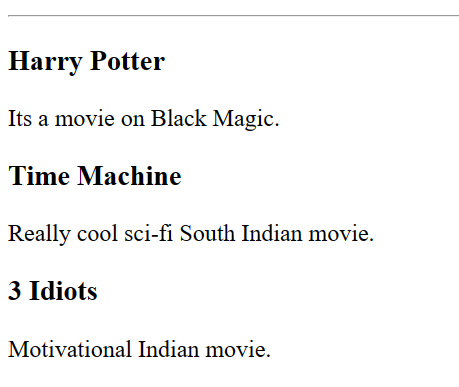 Harry Potter
Its a movie on Black Magic.
Time Machine
Really cool sci-fi South Indian movie.
3 Idiots
Motivational Indian movie.